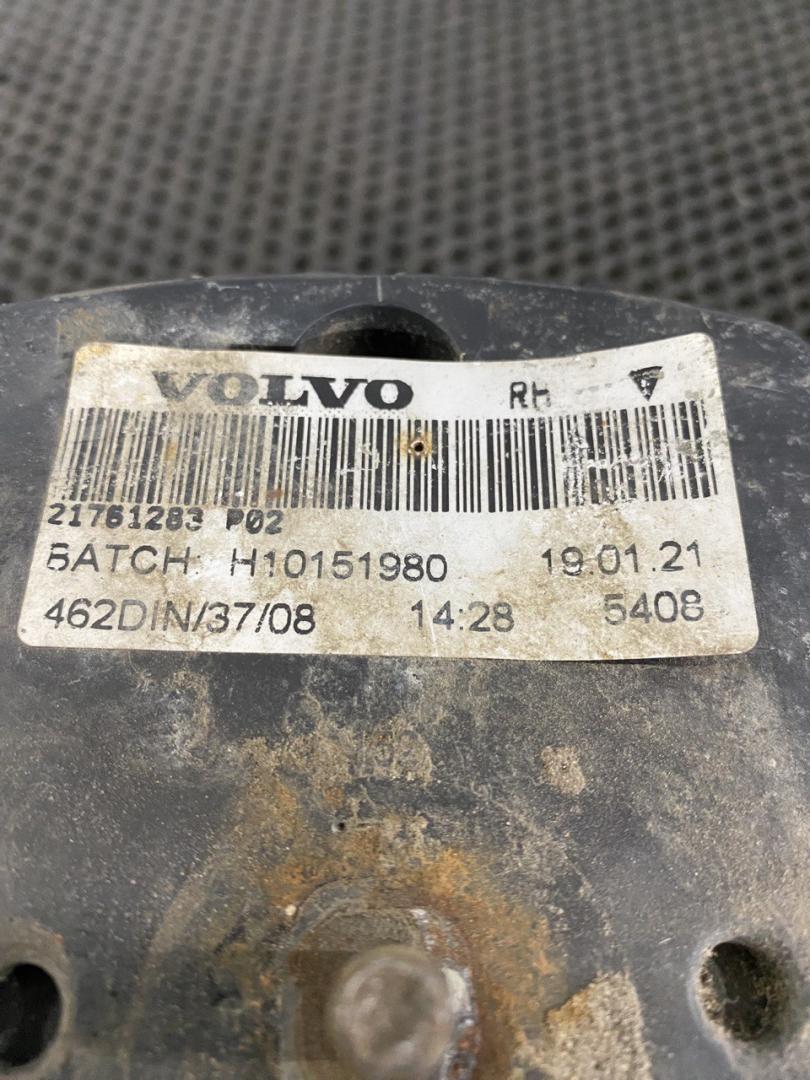 VOLVO RH
21761283 P02
BATCH: H10151980 19.01.21
462DIN/37/08 14:28 5408